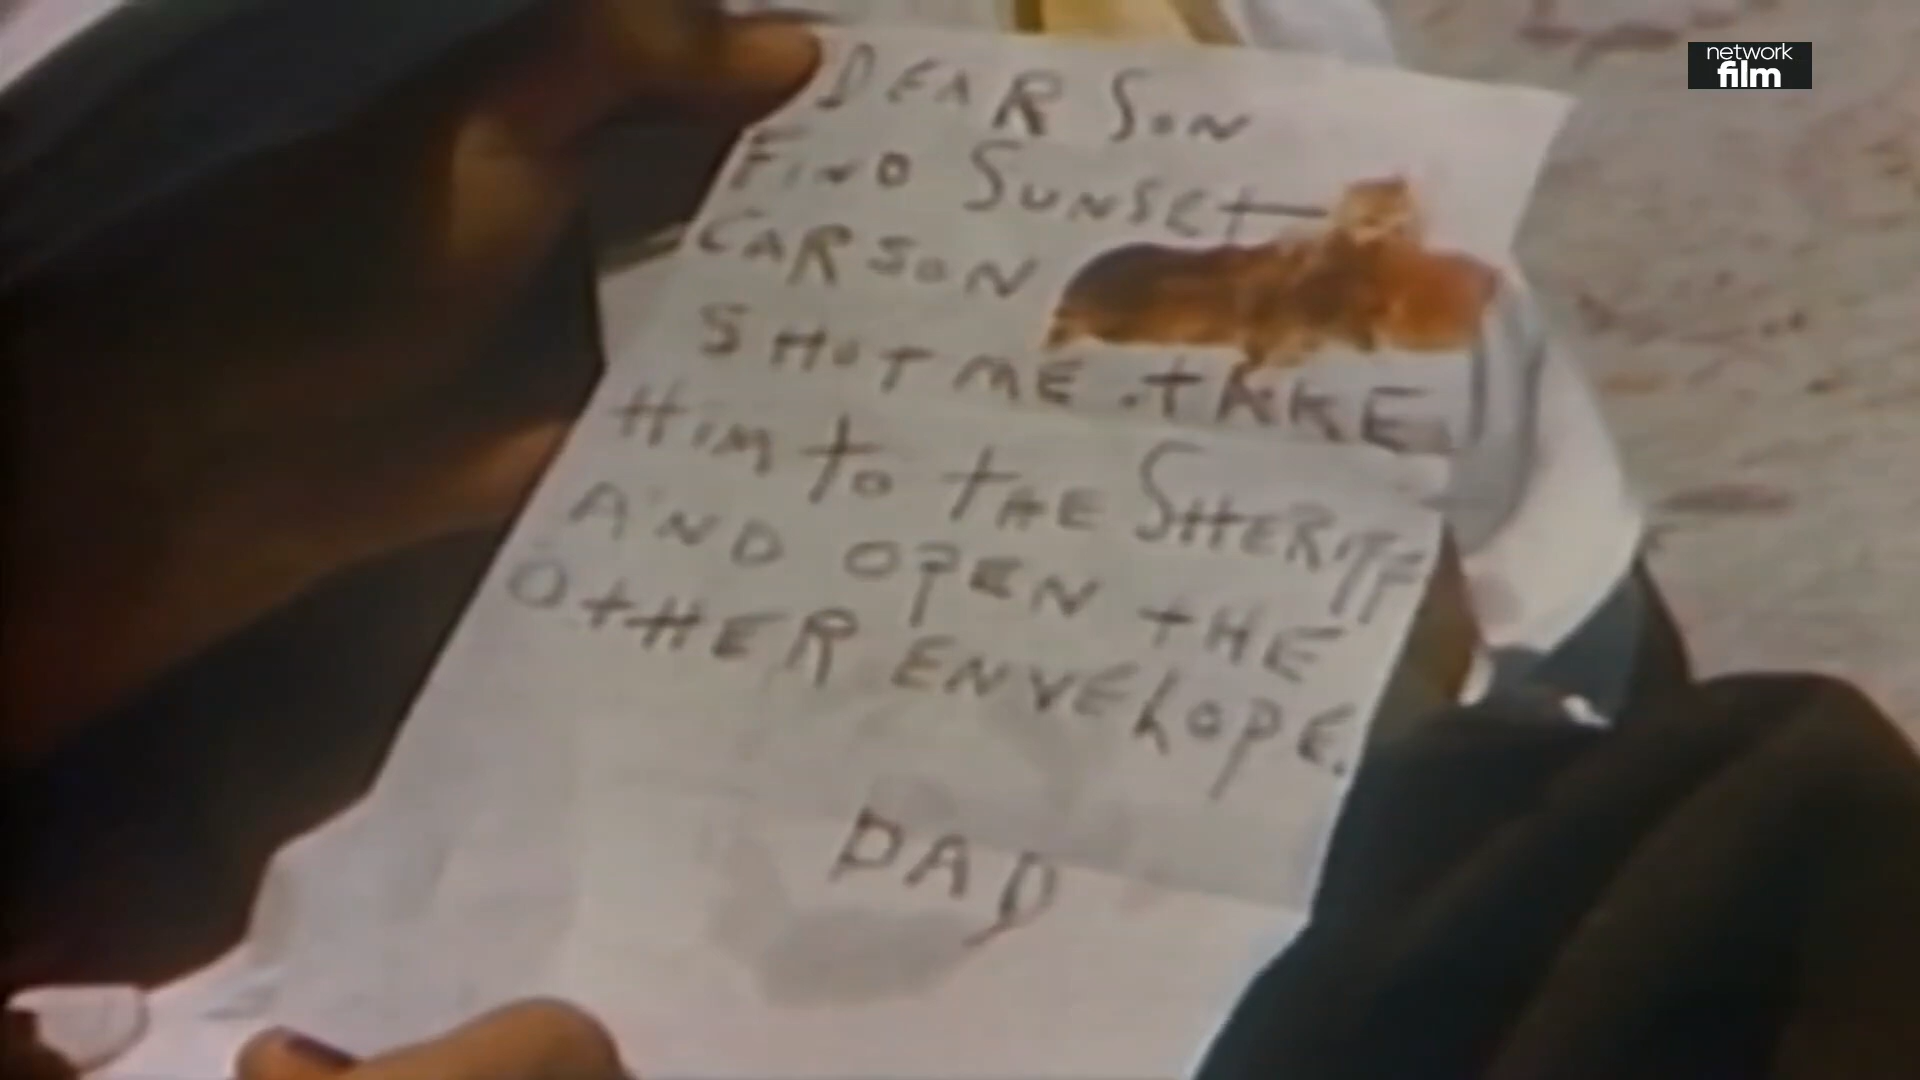 network
film
DEAR SON
FIND SUNSET
CARSON
SHOT ME. TAKE
HIM TO THE SHERIFF
AND OPEN THE
OTHER ENVELOPE.
DAD